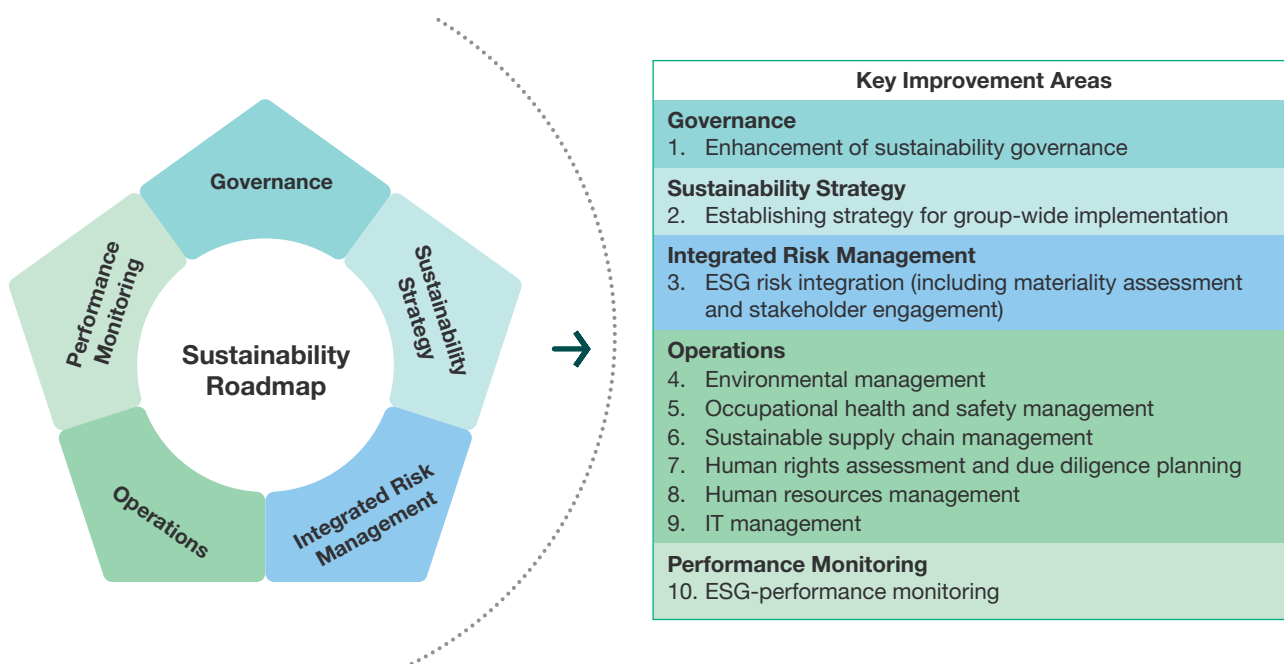 Governance
Sustainability
Strategy
Integrated Risk
Management
Operations
Performance
Monitoring
Sustainability
Roadmap
Key Improvement Areas
Governance
1. Enhancement of sustainability governance
Sustainability Strategy
2. Establishing strategy for group-wide implementation
Integrated Risk Management
3. ESG risk integration (including materiality assessment
and stakeholder engagement)
Operations
4. Environmental management
5. Occupational health and safety management
6. Sustainable supply chain management
7. Human rights assessment and due diligence planning
8. Human resources management
9. IT management
Performance Monitoring
10. ESG-performance monitoring